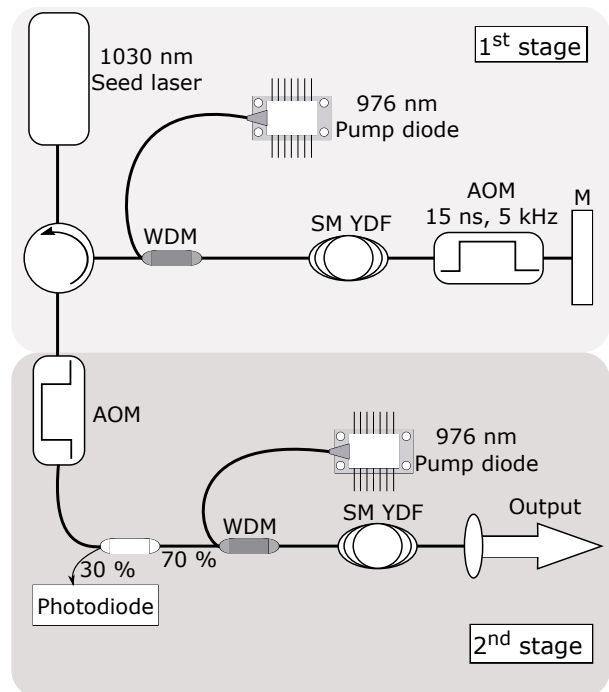 1030 nm
Seed laser
1st stage
976 nm
Pump diode
WDM
SM YDF
AOM
15 ns, 5 kHz
M
AOM
976 nm
Pump diode
WDM
SM YDF
Output
30 %
70 %
Photodiode
2nd stage